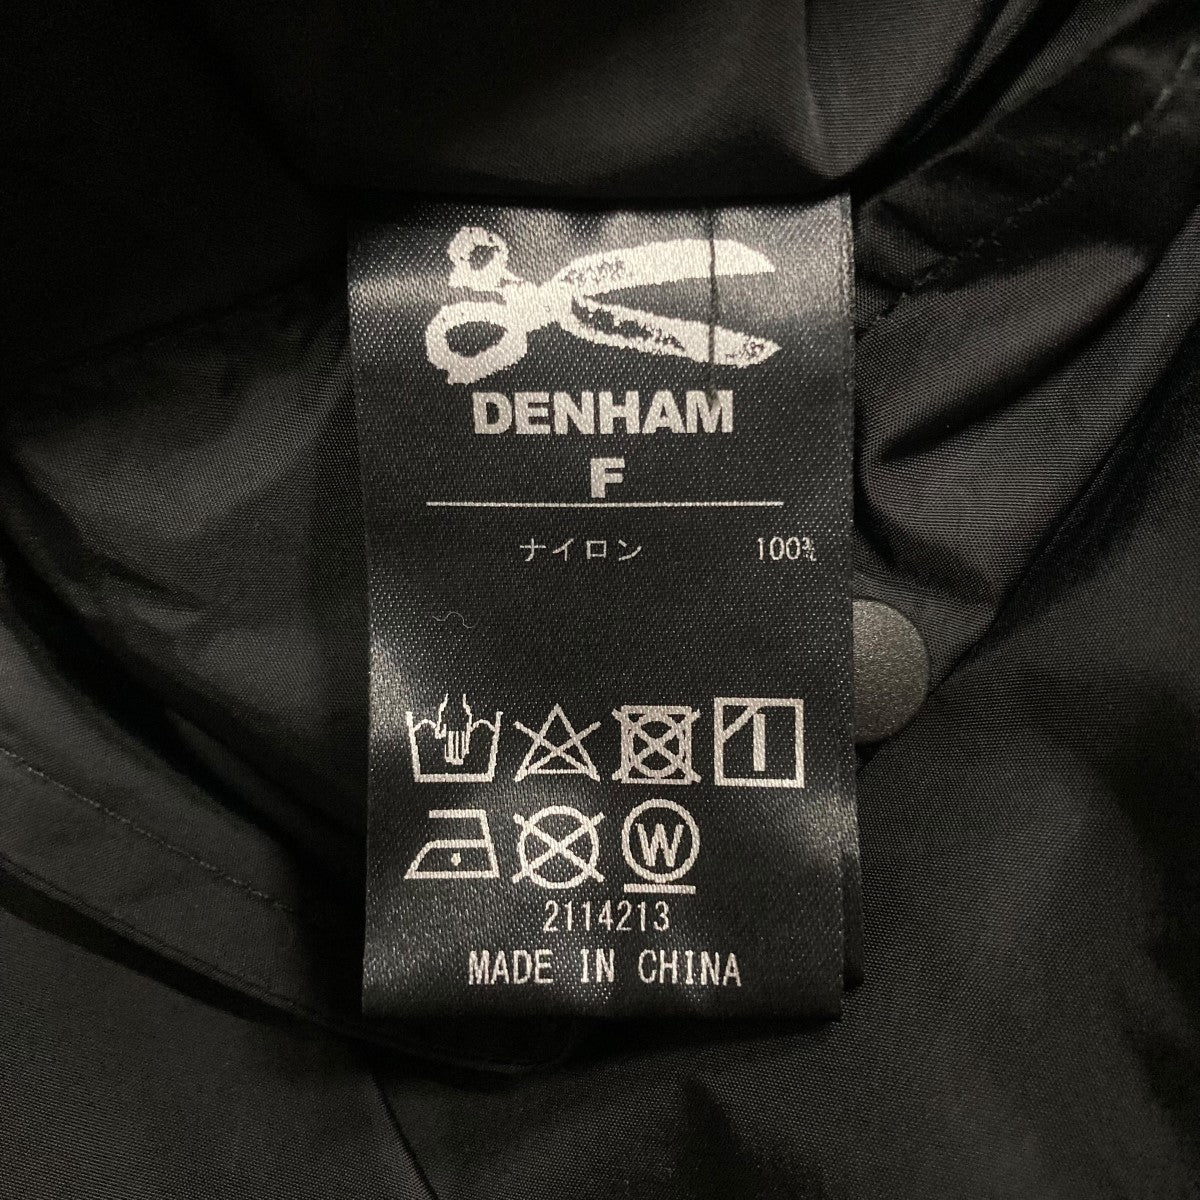 DENHAM
F
ナイロン 100%
W
2114213
MADE IN CHINA